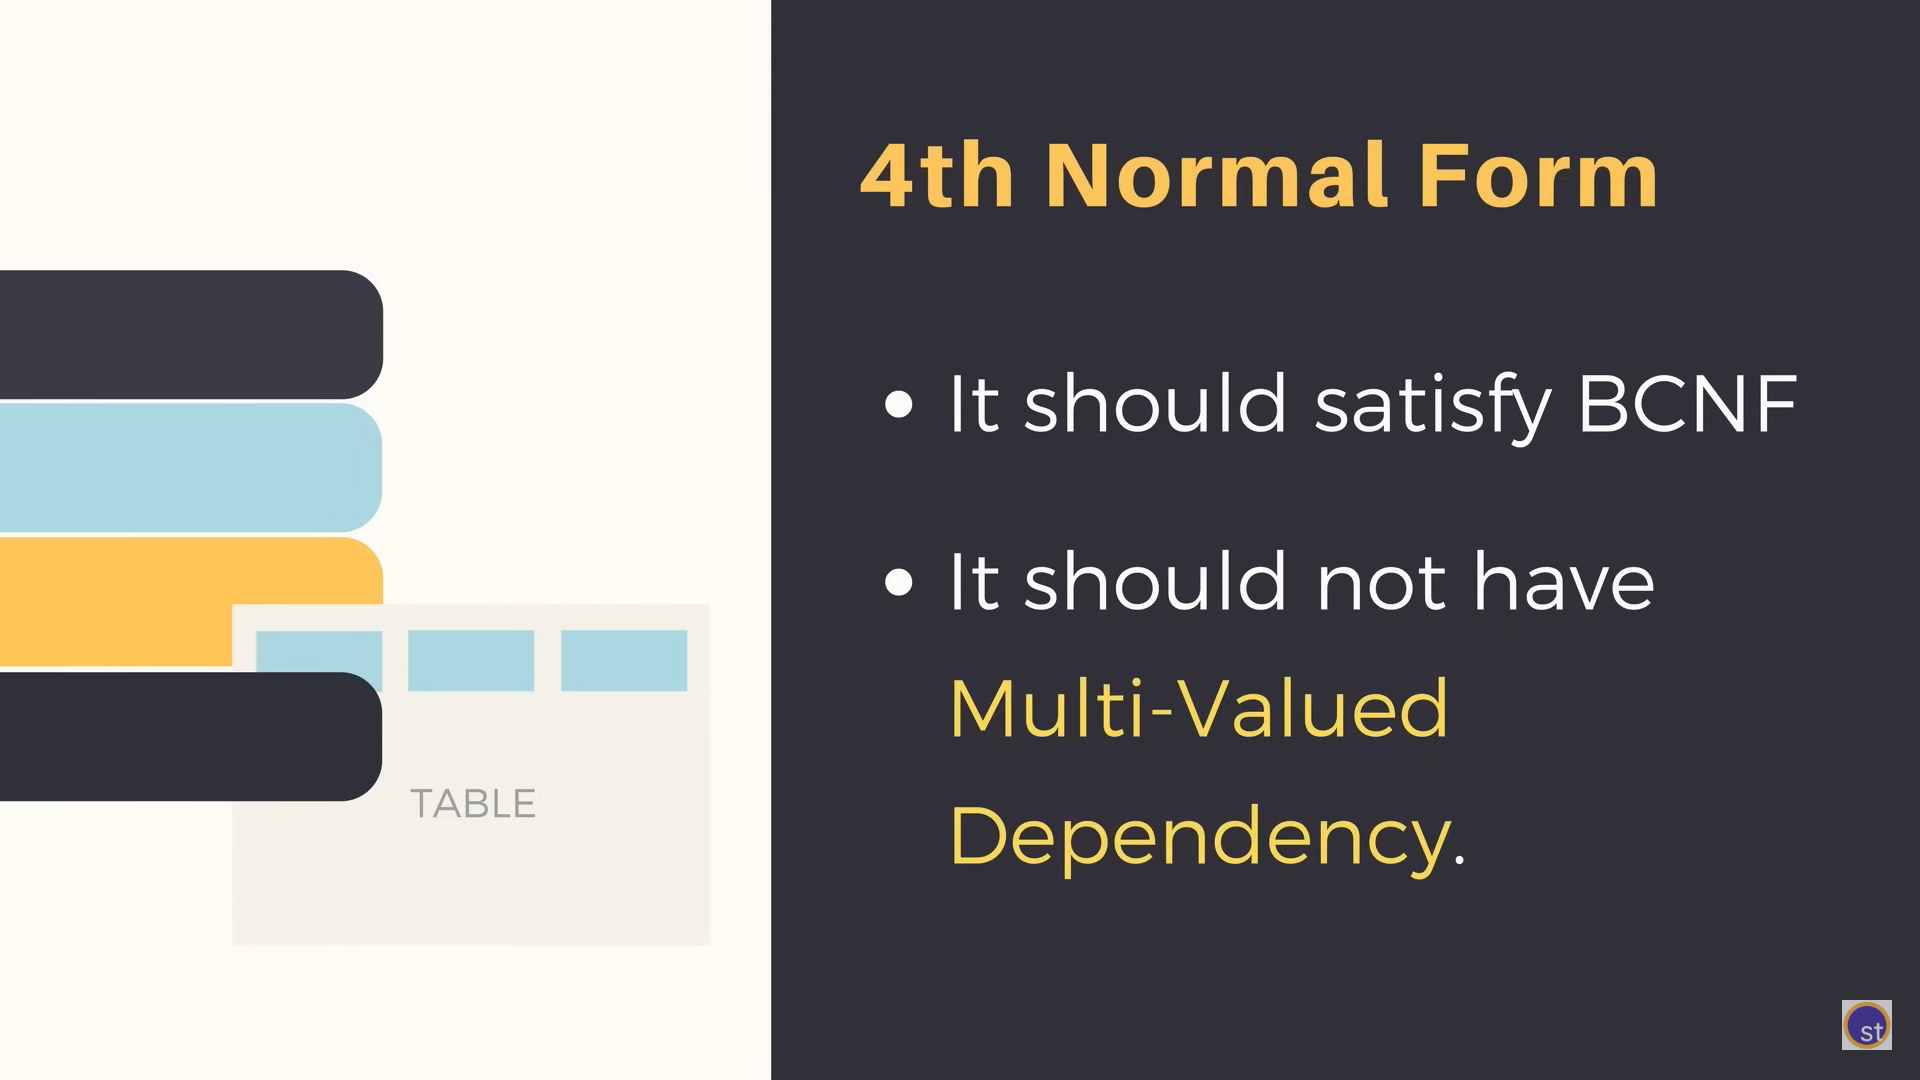 4th Normal Form
• It should satisfy BCNF
• It should not have
Multi-Valued
Dependency.
TABLE
st